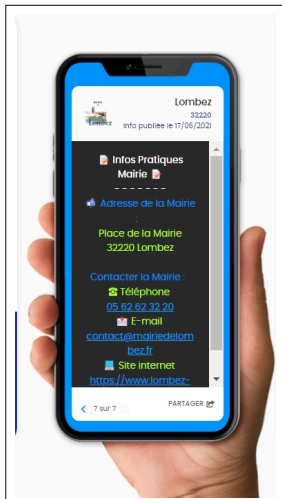 Lombez
Lombez
32220
Info publiée le 17/06/2021
Infos Pratiques
Mairie
- - - - - - -
Adresse de la Mairie
:
Place de la Mairie
32220 Lombez
Contacter la Mairie :
Téléphone
05 62 62 32 20
E-mail
contact@mairiedelom
bez.fr
Site internet
https://www.lombez-
7 sur 7
PARTAGER